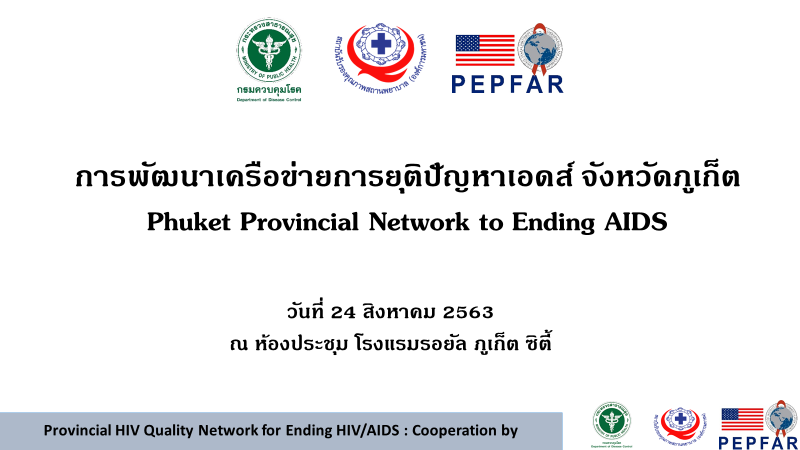 กระทรวงสาธารณสุข
MINISTRY OF PUBLIC HEALTH
กรมควบคุมโรค
Department of Disease Control
สถาบันรับรองคุณภาพสถานพยาบาล (องค์การมหาชน)
PEPFAR
การพัฒนาเครือข่ายการยุติปัญหาเอดส์ จังหวัดภูเก็ต
Phuket Provincial Network to Ending AIDS
วันที่ 24 สิงหาคม 2563
ณ ห้องประชุม โรงแรมรอยัล ภูเก็ต ซิตี้
Provincial HIV Quality Network for Ending HIV/AIDS : Cooperation by
กรมควบคุมโรค
Department of Disease Control
PEPFAR